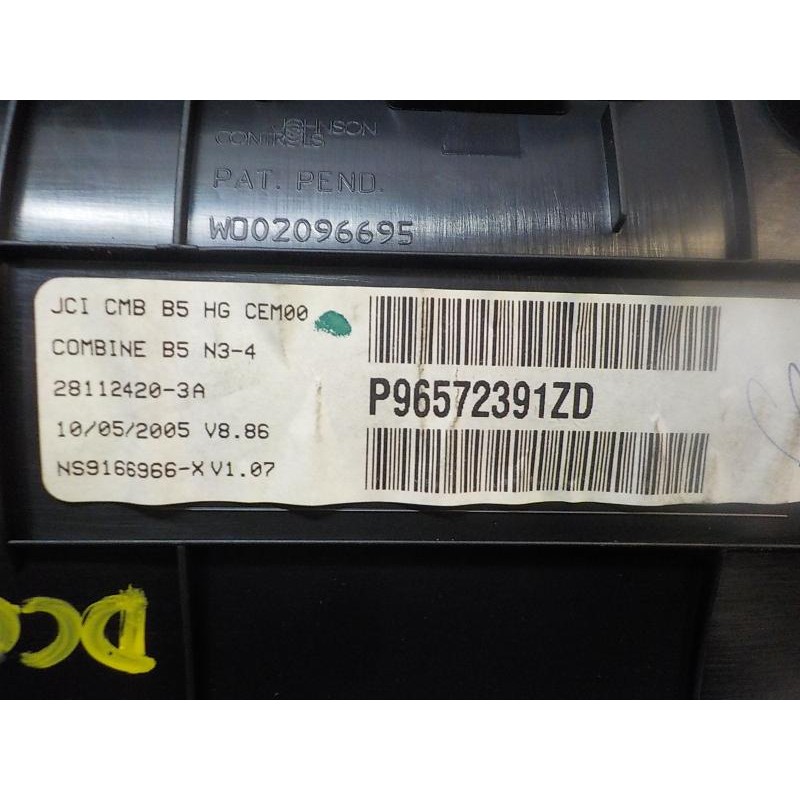 JOHNSON
CONTROLS
PAT. PEND.
W002096695
JCI CMB B5 HG CEM00
COMBINE B5 N3-4
28112420-3A
10/05/2005 V8.86
NS9166966-X V1.07
P96572391ZD
DCO